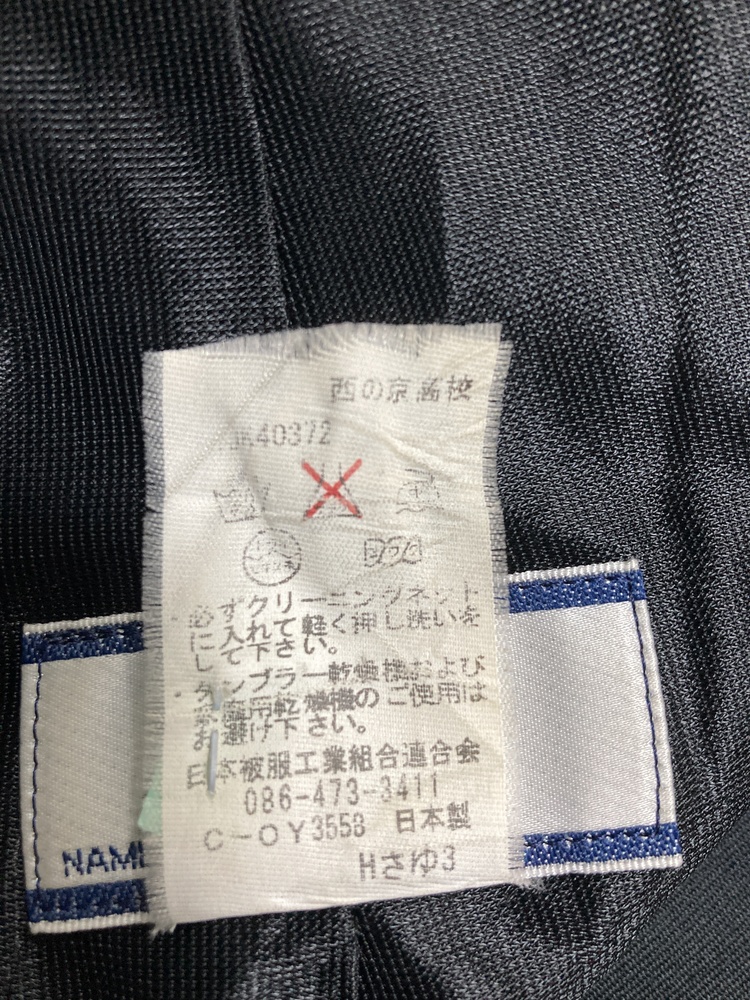 西の京高校
40372
必ずクリーニングネット
に入れて軽く押し洗いを
して下さい。
タンブラー乾燥機および
家庭用乾燥機のご使用は
お避け下さい。
日本被服工業組合連合会
086-473-3411
C-OY3558 日本製
Hさゆ3
NAM